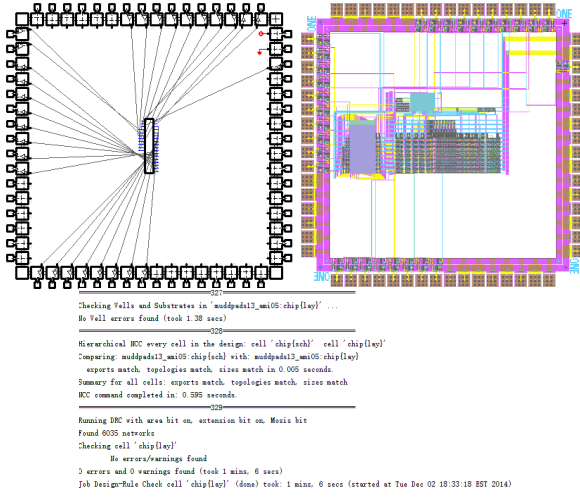 ONE
ONE
ONE
ONE
327
Checking Wells and Substrates in 'muddpads13_ami05:chip{lay}' ...
No Well errors found (took 1.38 secs)
328
Hierarchical NCC every cell in the design: cell 'chip{sch}' cell 'chip{lay}'
Comparing: muddpads13_ami05:chip{sch} with: muddpads13_ami05:chip{lay}
exports match, topologies match, sizes match in 0.005 seconds.
Summary for all cells: exports match, topologies match, sizes match
NCC command completed in: 0.595 seconds.
329
Running DRC with area bit on, extension bit on, Mosis bit
Found 6035 networks
Checking cell 'chip{lay}'
No errors/warnings found
0 errors and 0 warnings found (took 1 mins, 6 secs)
Job Design-Rule Check cell 'chip{lay}' (done) took: 1 mins, 6 secs (started at Tue Dec 02 18:33:18 EST 2014)